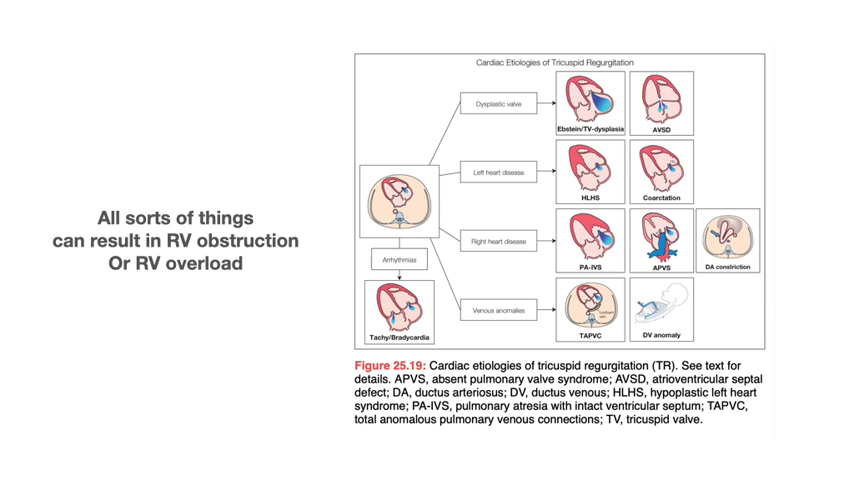 All sorts of things
can result in RV obstruction
Or RV overload
Cardiac Etiologies of Tricuspid Regurgitation
Dysplastic valve
Ebstein/TV-dysplasia
AVSD
Left heart disease
HLHS
Coarctation
Right heart disease
PA-IVS
APVS
DA constriction
Arrhythmias
Tachy/Bradycardia
Venous anomalies
TAPVC
DV anomaly
Figure 25.19: Cardiac etiologies of tricuspid regurgitation (TR). See text for
details. APVS, absent pulmonary valve syndrome; AVSD, atrioventricular septal
defect; DA, ductus arteriosus; DV, ductus venous; HLHS, hypoplastic left heart
syndrome; PA-IVS, pulmonary atresia with intact ventricular septum; TAPVC,
total anomalous pulmonary venous connections; TV, tricuspid valve.